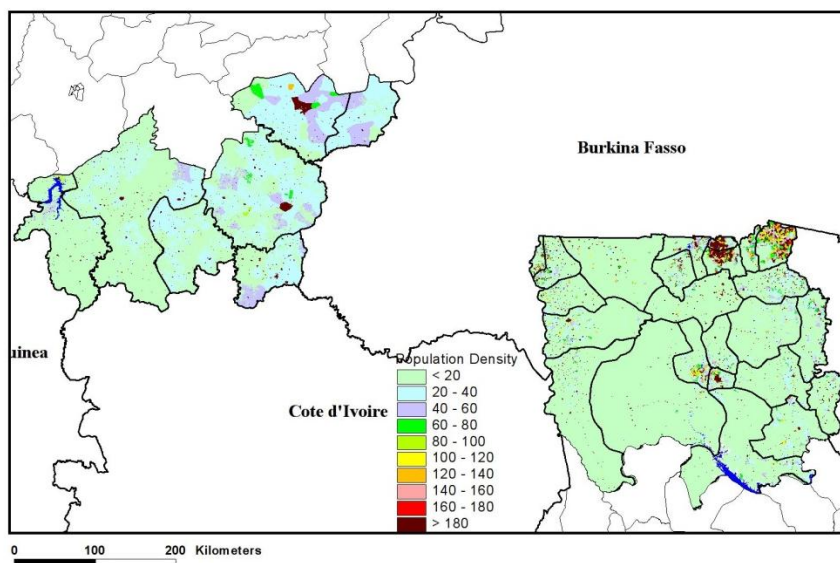 Burkina Fasso
uinea
Cote d'Ivoire
Population Density
< 20
20 - 40
40 - 60
60 - 80
80 - 100
100 - 120
120 - 140
140 - 160
160 - 180
> 180
0 100 200 Kilometers